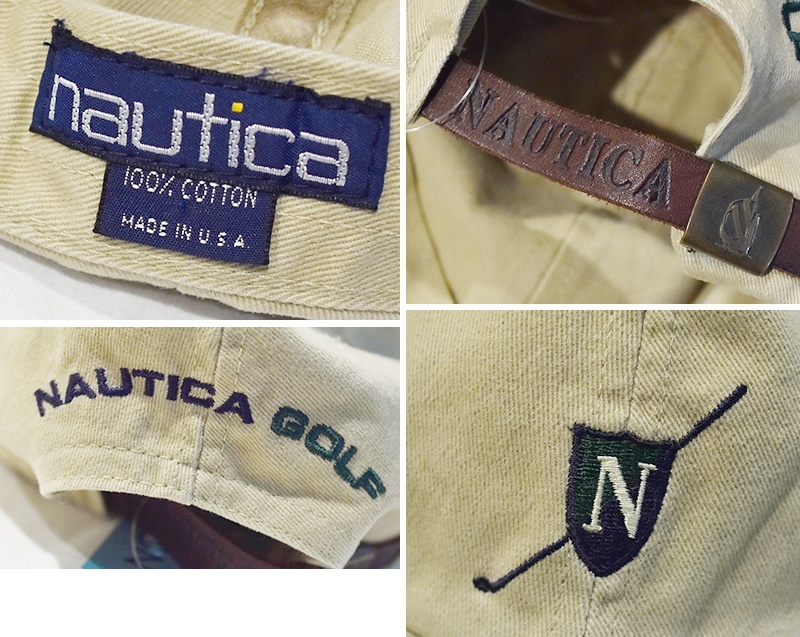 nautica
100% COTTON
MADE IN U.S.A.
NAUTICA
NAUTICA GOLF
N